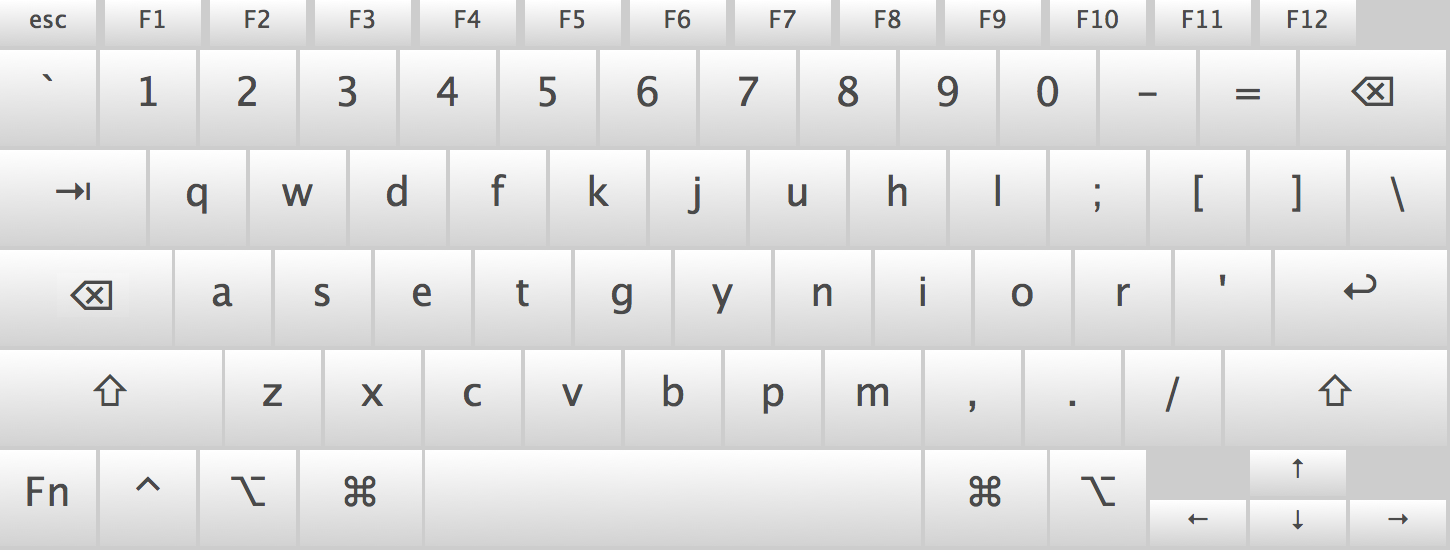 esc F1 F2 F3 F4 F5 F6 F7 F8 F9 F10 F11 F12
` 1 2 3 4 5 6 7 8 9 0 - = ⌫
⇥ q w d f k j u h l ; [ ] \
⌫ a s e t g y n i o r ' ↩
⇧ z x c v b p m , . / ⇧
Fn ^ ⌥ ⌘ ⌘ ⌥ ↑
← ↓ →